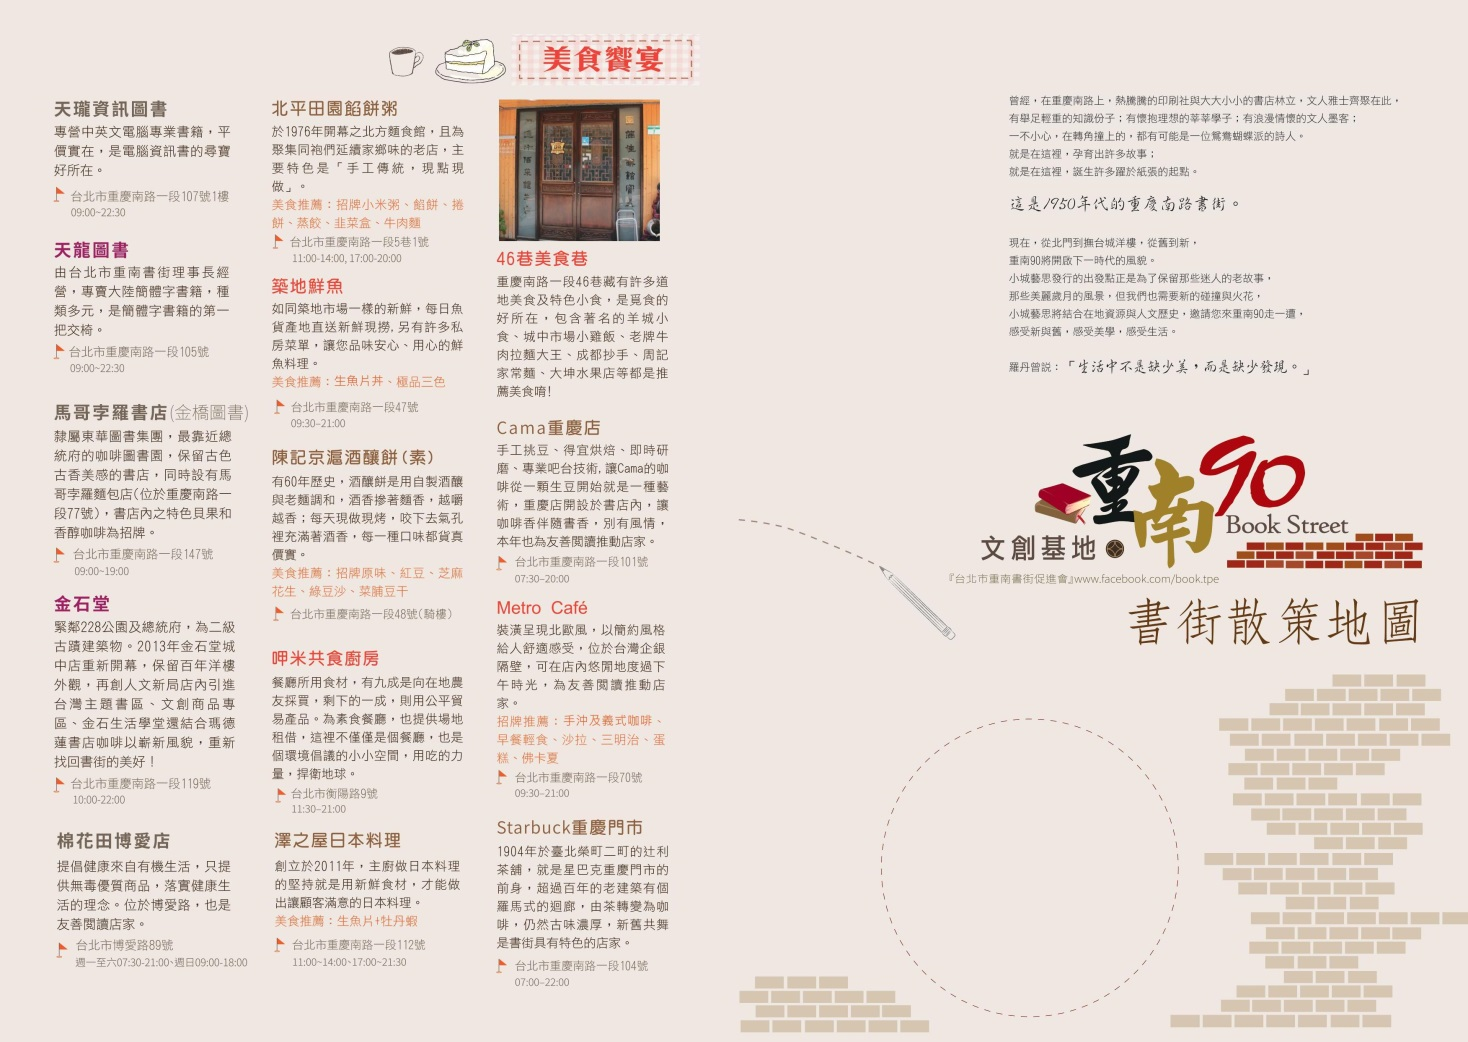 美食饗宴
天瓏資訊圖書
專營中英文電腦專業書籍，平
價實在，是電腦資訊書的尋寶
好所在。
台北市重慶南路一段107號1樓
09:00~22:30
天龍圖書
由台北市重南書街理事長經
營，專賣大陸簡體字書籍，種
類多元，是簡體字書籍的第一
把交椅。
台北市重慶南路一段105號
09:00~22:30
馬哥孛羅書店(金橋圖書)
隸屬東華圖書集團，最靠近總
統府的咖啡圖書園，保留古色
古香美感的書店，同時設有馬
哥孛羅麵包店(位於重慶南路一
段77號)，書店內之特色貝果和
香醇咖啡為招牌。
台北市重慶南路一段147號
09:00~19:00
金石堂
緊鄰228公園及總統府，為二級
古蹟建築物。2013年金石堂城
中店重新開幕，保留百年洋樓
外觀，再創人文新局店內引進
台灣主題書區、文創商品專
區、金石生活學堂還結合瑪德
蓮書店咖啡以嶄新風貌，重新
找回書街的美好！
台北市重慶南路一段119號
10:00-22:00
棉花田博愛店
提倡健康來自有機生活，只提
供無毒優質商品，落實健康生
活的理念。位於博愛路，也是
友善閱讀店家。
台北市博愛路89號
週一至六07:30-21:00、週日09:00-18:00
北平田園餡餅粥
於1976年開幕之北方麵食館，且為
聚集同袍們延續家鄉味的老店，主
要特色是「手工傳統，現點現
做」。
美食推薦：招牌小米粥、餡餅、捲
餅、蒸餃、韭菜盒、牛肉麵
台北市重慶南路一段5巷1號
11:00-14:00, 17:00-20:00
築地鮮魚
如同築地市場一樣的新鮮，每日魚
貨產地直送新鮮現撈,另有許多私
房菜單，讓您品味安心、用心的鮮
魚料理。
美食推薦：生魚片丼、極品三色
台北市重慶南路一段47號
09:30–21:00
陳記京滬酒釀餅(素)
有60年歷史，酒釀餅是用自製酒釀
與老麵調和，酒香摻著麵香，越嚼
越香；每天現做現烤，咬下去氣孔
裡充滿著酒香，每一種口味都貨真
價實。
美食推薦：招牌原味、紅豆、芝麻
花生、綠豆沙、菜脯豆干
台北市重慶南路一段48號(騎樓)
呷米共食廚房
餐廳所用食材，有九成是向在地農
友採買，剩下的一成，則用公平貿
易產品。為素食餐廳，也提供場地
租借，這裡不僅僅是個餐廳，也是
個環境倡議的小小空間，用吃的力
量，捍衛地球。
台北市衡陽路9號
11:30–21:00
澤之屋日本料理
創立於2011年，主廚做日本料理
的堅持就是用新鮮食材，才能做
出讓顧客滿意的日本料理。
美食推薦：生魚片+牡丹蝦
台北市重慶南路一段112號
11:00~14:00~17:00~21:30
46巷美食巷
重慶南路一段46巷藏有許多道
地美食及特色小食，是覓食的
好所在，包含著名的羊城小
食、城中市場小雞飯、老牌牛
肉拉麵大王、成都抄手、周記
家常麵、大坤水果店等都是推
薦美食唷!
Cama重慶店
手工挑豆、得宜烘焙、即時研
磨、專業吧台技術,讓Cama的咖
啡從一顆生豆開始就是一種藝
術，重慶店開設於書店內，讓
咖啡香伴隨書香，別有風情，
本年也為友善閱讀推動店家。
台北市重慶南路一段101號
07:30–20:00
Metro Café
裝潢呈現北歐風，以簡約風格
給人舒適感受，位於台灣企銀
隔壁，可在店內悠閒地度過下
午時光，為友善閱讀推動店
家。
招牌推薦：手沖及義式咖啡、
早餐輕食、沙拉、三明治、蛋
糕、佛卡夏
台北市重慶南路一段70號
09:30–21:00
Starbuck重慶門市
1904年於臺北榮町二町的辻利
茶舖，就是星巴克重慶門市的
前身，超過百年的老建築有個
羅馬式的迴廊，由茶轉變為咖
啡，仍然古味濃厚，新舊共舞
是書街具有特色的店家。
台北市重慶南路一段104號
07:00–22:00
曾經，在重慶南路上，熱騰騰的印刷社與大大小小的書店林立，文人雅士齊聚在此，
有舉足輕重的知識份子；有懷抱理想的莘莘學子；有浪漫情懷的文人墨客；
一不小心，在轉角撞上的，都有可能是一位鴛鴦蝴蝶派的詩人。
就是在這裡，孕育出許多故事；
就是在這裡，誕生許多躍於紙張的起點。
這是1950年代的重慶南路書街。
現在，從北門到撫台城洋樓，從舊到新，
重南90將開啟下一時代的風貌。
小城藝思發行的出發點正是為了保留那些迷人的老故事，
那些美麗歲月的風景，但我們也需要新的碰撞與火花，
小城藝思將結合在地資源與人文歷史，邀請您來重南90走一遭，
感受新與舊，感受美學，感受生活。
羅丹曾説：「生活中不是缺少美，而是缺少發現。」
重南90
Book Street
文創基地
『台北市重南書街促進會』www.facebook.com/book.tpe
書街散策地圖